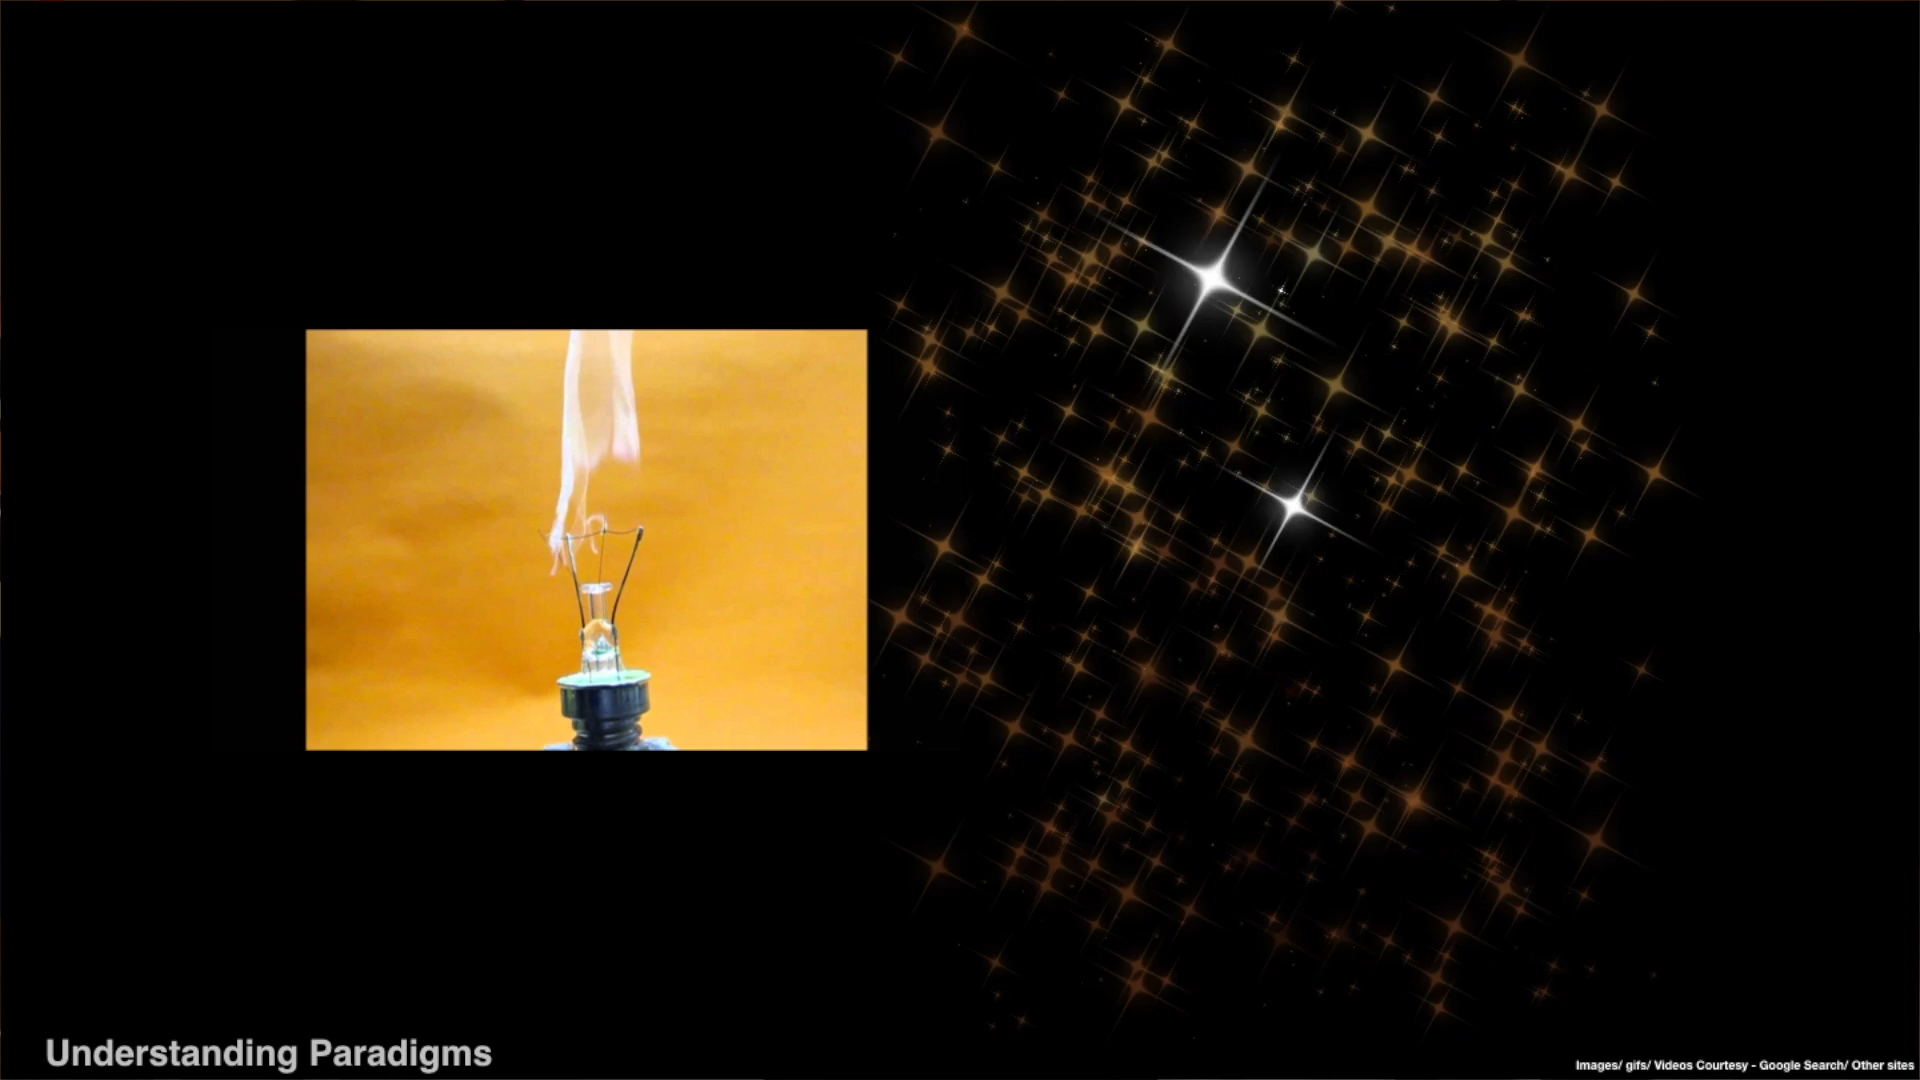 Understanding Paradigms
Images/ gifs/ Videos Courtesy - Google Search/ Other sites